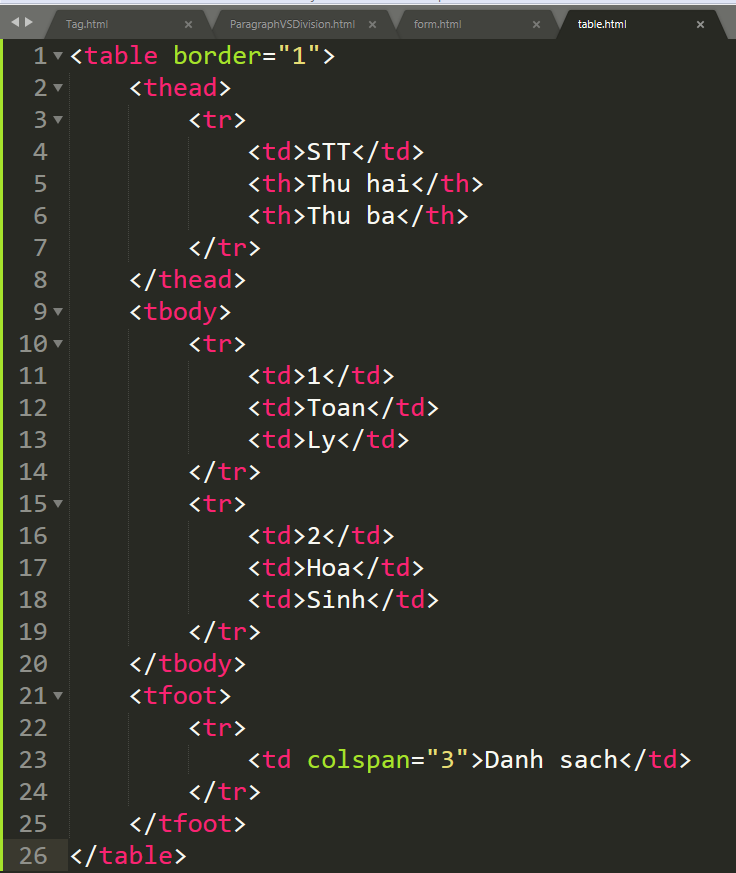 Tag.html × ParagraphVSDivision.html × form.html × table.html ×
1 <table border="1">
2 <thead>
3 <tr>
4 <td>STT</td>
5 <th>Thu hai</th>
6 <th>Thu ba</th>
7 </tr>
8 </thead>
9 <tbody>
10 <tr>
11 <td>1</td>
12 <td>Toan</td>
13 <td>Ly</td>
14 </tr>
15 <tr>
16 <td>2</td>
17 <td>Hoa</td>
18 <td>Sinh</td>
19 </tr>
20 </tbody>
21 <tfoot>
22 <tr>
23 <td colspan="3">Danh sach</td>
24 </tr>
25 </tfoot>
26 </table>